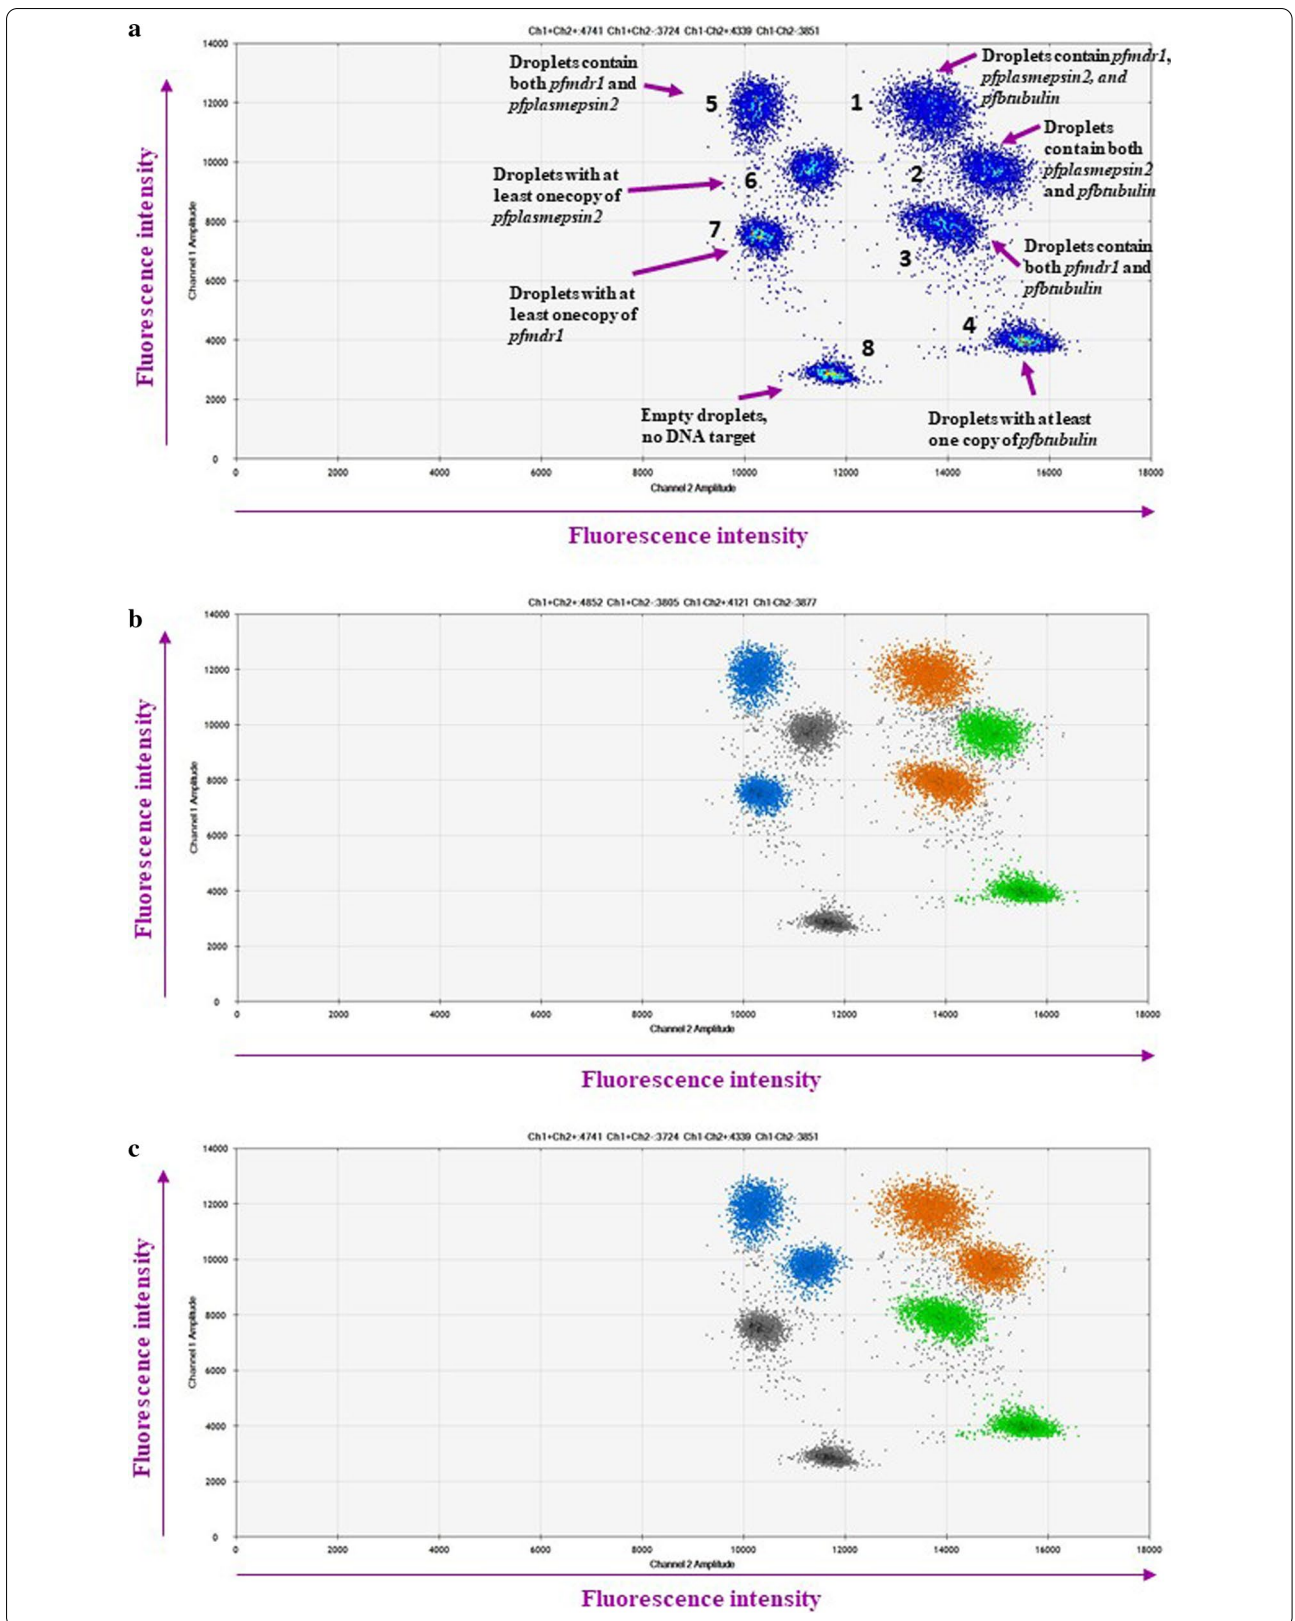 a
Ch1+Ch2+:4741 Ch1+Ch2-:3724 Ch1-Ch2+:4339 Ch1-Ch2-:3851
14000
12000
10000
8000
6000
4000
2000
0
Channel 1 Amplitude
Fluorescence intensity
Droplets contain
both pfmdr1 and
pfplasmepsin2
5
1
Droplets contain pfmdr1,
pfplasmepsin2, and
pfbtubulin
Droplets
contain both
pfplasmepsin2
and pfbtubulin
2
Droplets with at
least onecopy of
pfplasmepsin2
6
7
3
Droplets contain
both pfmdr1 and
pfbtubulin
Droplets with at
least onecopy of
pfmdr1
4
8
Empty droplets,
no DNA target
Droplets with at least
one copy of pfbtubulin
0 2000 4000 6000 8000 10000 12000 14000 16000 18000
Channel 2 Amplitude
Fluorescence intensity
b
Ch1+Ch2+:4852 Ch1+Ch2-:3805 Ch1-Ch2+:4121 Ch1-Ch2-:3877
14000
12000
10000
8000
6000
4000
2000
0
Channel 1 Amplitude
Fluorescence intensity
0 2000 4000 6000 8000 10000 12000 14000 16000 18000
Channel 2 Amplitude
Fluorescence intensity
c
Ch1+Ch2+:4741 Ch1+Ch2-:3724 Ch1-Ch2+:4339 Ch1-Ch2-:3851
14000
12000
10000
8000
6000
4000
2000
0
Channel 1 Amplitude
Fluorescence intensity
0 2000 4000 6000 8000 10000 12000 14000 16000 18000
Channel 2 Amplitude
Fluorescence intensity